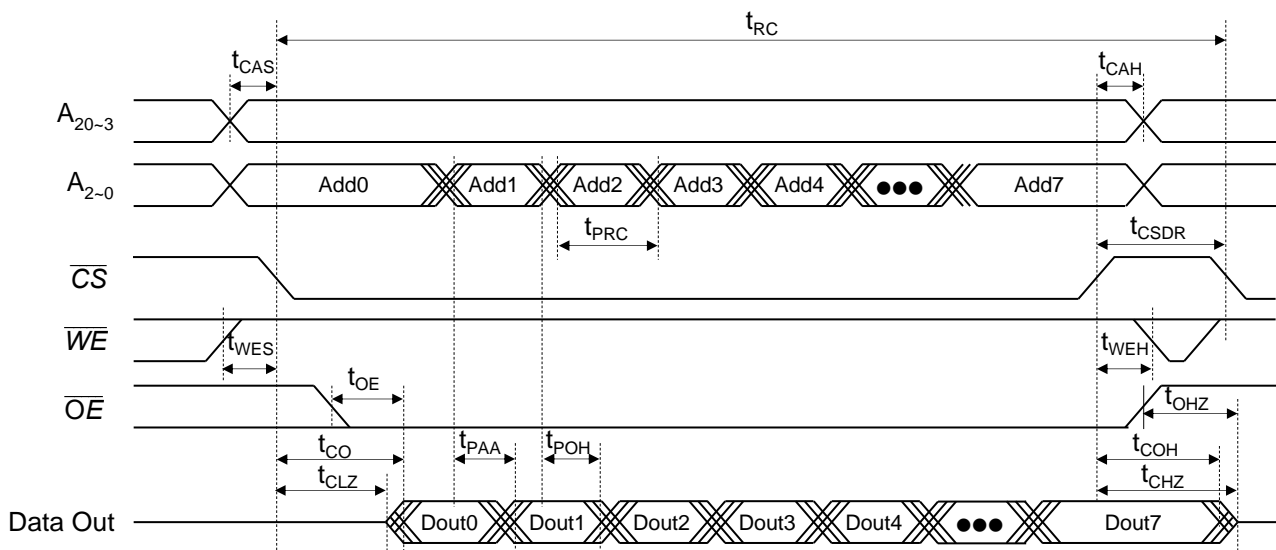 tRC
tCAS
tCAH
A20~3
A2~0
Add0 Add1 Add2 Add3 Add4 ●●● Add7
tPRC
tCSDR
CS
WE
tWES
tWEH
tOE
OE
tOHZ
tCO
tPAA
tPOH
tCOH
tCLZ
tCHZ
Data Out
Dout0 Dout1 Dout2 Dout3 Dout4 ●●● Dout7